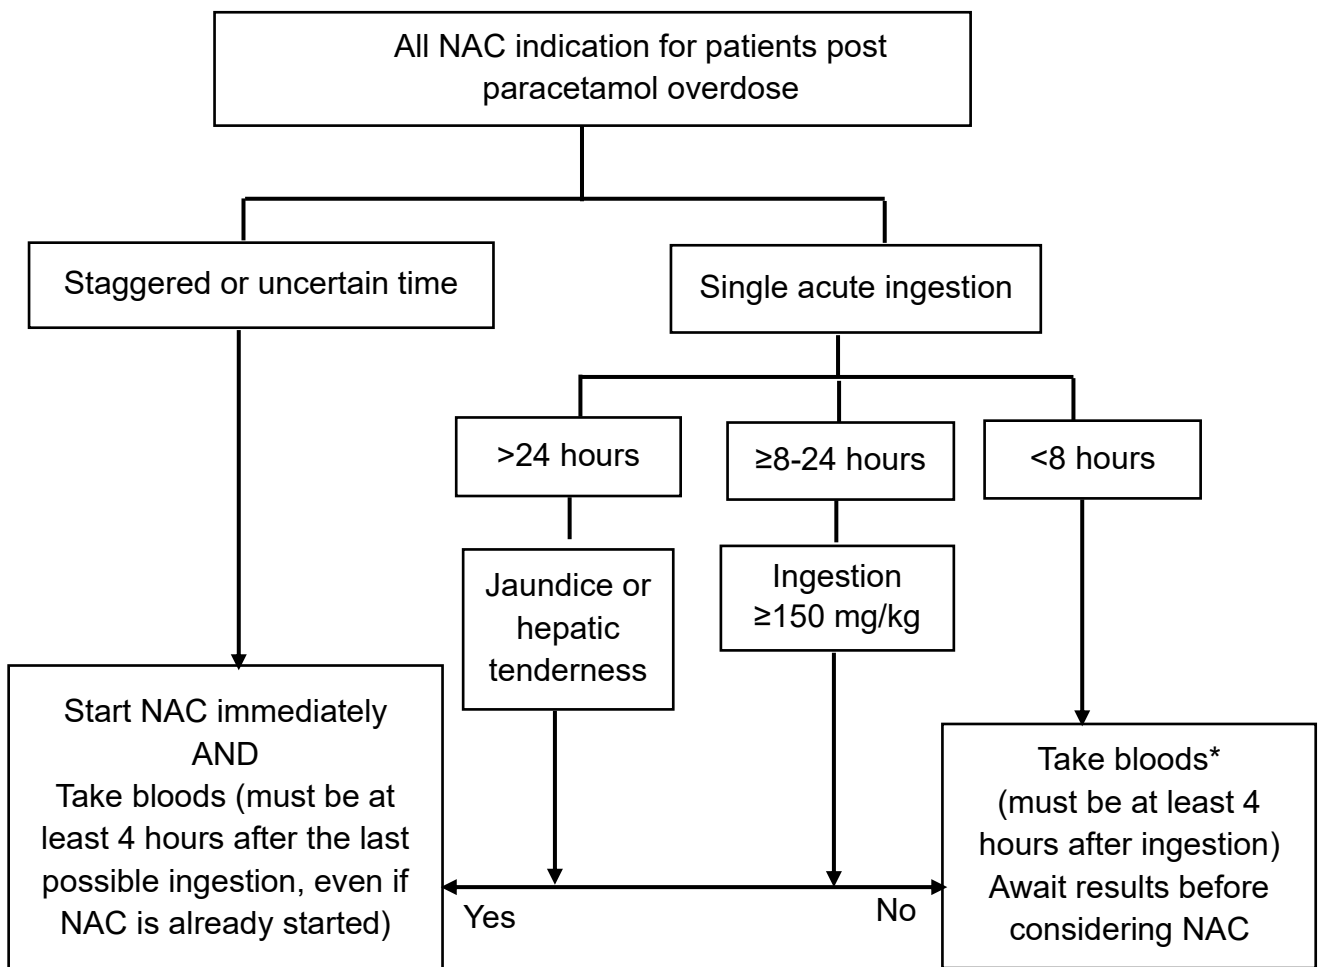 All NAC indication for patients post
paracetamol overdose
Staggered or uncertain time
Single acute ingestion
>24 hours
≥8-24 hours
<8 hours
Jaundice or
hepatic
tenderness
Ingestion
≥150 mg/kg
Start NAC immediately
AND
Take bloods (must be at
least 4 hours after the last
possible ingestion, even if
NAC is already started)
Yes
No
Take bloods*
(must be at least 4
hours after ingestion)
Await results before
considering NAC